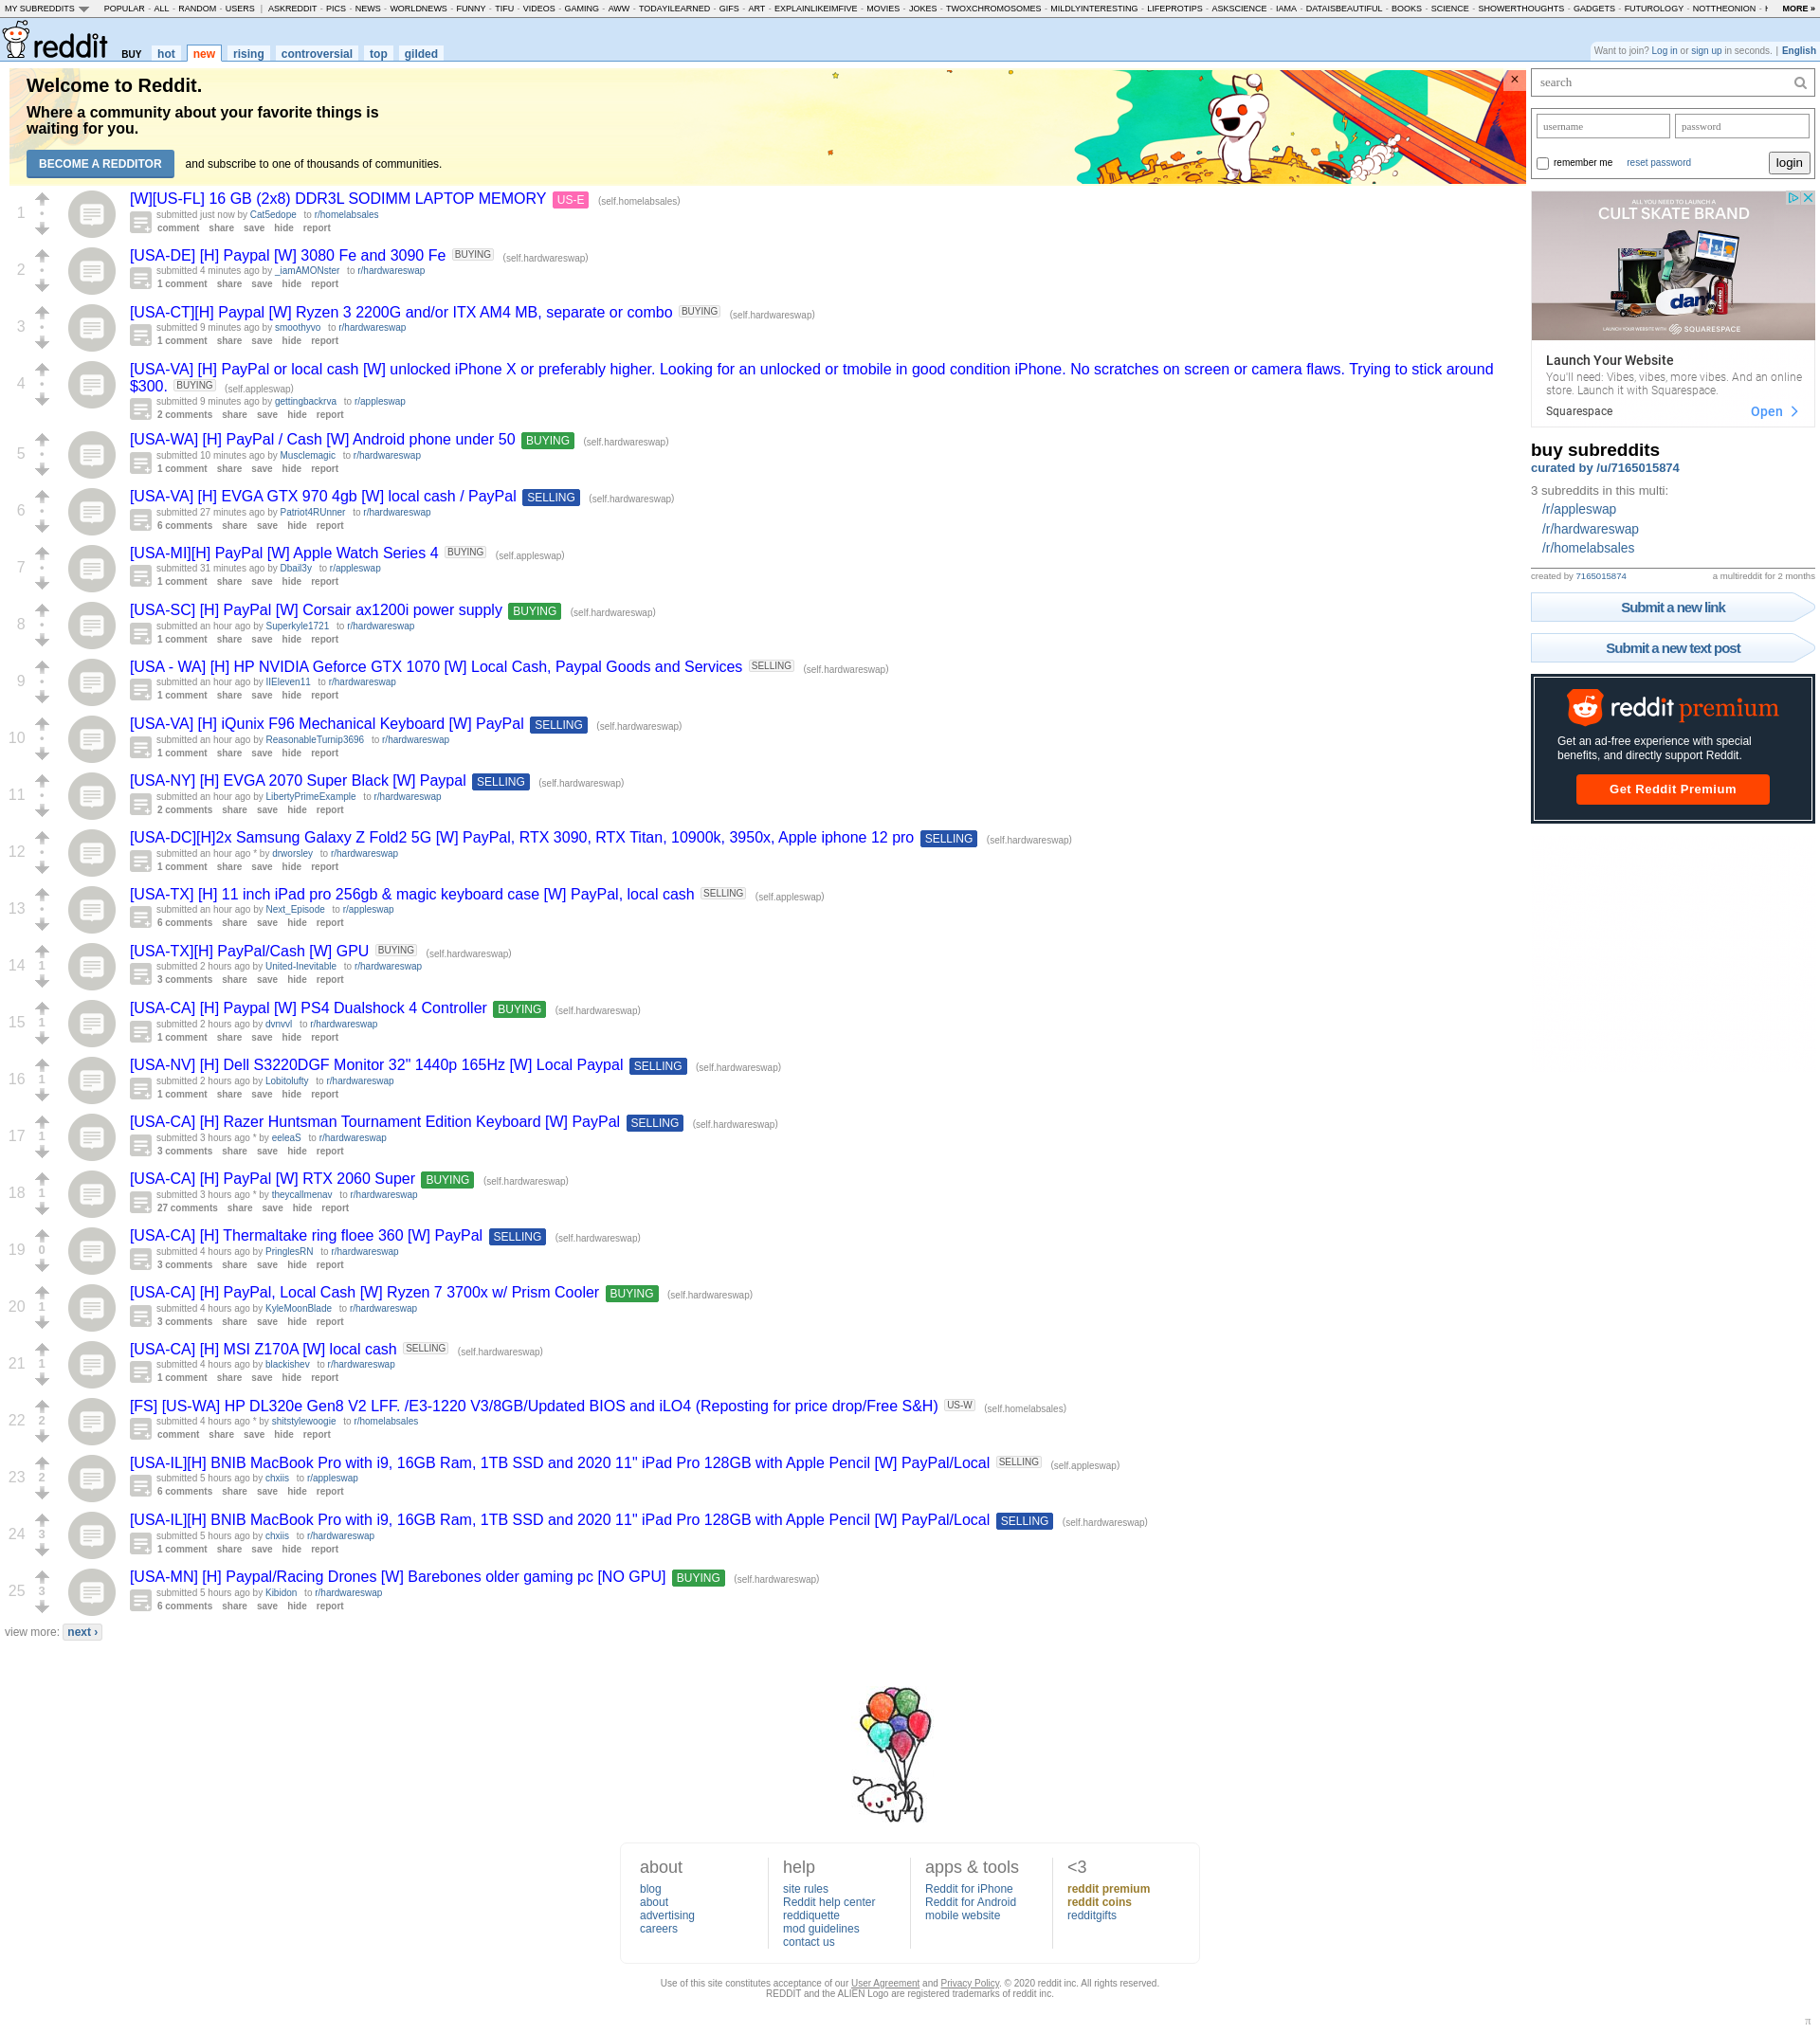 MY SUBREDDITS POPULAR - ALL - RANDOM - USERS | ASKREDDIT - PICS - NEWS - WORLDNEWS - FUNNY - TIFU - VIDEOS - GAMING - AWW - TODAYILEARNED - GIFS - ART - EXPLAINLIKEIMFIVE - MOVIES - JOKES - TWOXCHROMOSOMES - MILDLYINTERESTING - LIFEPROTIPS - ASKSCIENCE - IAMA - DATAISBEAUTIFUL - BOOKS - SCIENCE - SHOWERTHOUGHTS - GADGETS - FUTUROLOGY - NOTTHEONION - MORE »
reddit BUY hot new rising controversial top gilded
Want to join? Log in or sign up in seconds. | English
Welcome to Reddit.
Where a community about your favorite things is
waiting for you.
BECOME A REDDITOR and subscribe to one of thousands of communities.
×
1
[W][US-FL] 16 GB (2x8) DDR3L SODIMM LAPTOP MEMORY US-E (self.homelabsales)
submitted just now by Cat5edope to r/homelabsales
comment share save hide report
2
[USA-DE] [H] Paypal [W] 3080 Fe and 3090 Fe BUYING (self.hardwareswap)
submitted 4 minutes ago by _iamAMONster to r/hardwareswap
1 comment share save hide report
3
[USA-CT][H] Paypal [W] Ryzen 3 2200G and/or ITX AM4 MB, separate or combo BUYING (self.hardwareswap)
submitted 9 minutes ago by smoothyvo to r/hardwareswap
1 comment share save hide report
4
[USA-VA] [H] PayPal or local cash [W] unlocked iPhone X or preferably higher. Looking for an unlocked or tmobile in good condition iPhone. No scratches on screen or camera flaws. Trying to stick around
$300. BUYING (self.appleswap)
submitted 9 minutes ago by gettingbackrva to r/appleswap
2 comments share save hide report
5
[USA-WA] [H] PayPal / Cash [W] Android phone under 50 BUYING (self.hardwareswap)
submitted 10 minutes ago by Musclemagic to r/hardwareswap
1 comment share save hide report
6
[USA-VA] [H] EVGA GTX 970 4gb [W] local cash / PayPal SELLING (self.hardwareswap)
submitted 27 minutes ago by Patriot4RUnner to r/hardwareswap
6 comments share save hide report
7
[USA-MI][H] PayPal [W] Apple Watch Series 4 BUYING (self.appleswap)
submitted 31 minutes ago by Dbail3y to r/appleswap
1 comment share save hide report
8
[USA-SC] [H] PayPal [W] Corsair ax1200i power supply BUYING (self.hardwareswap)
submitted an hour ago by Superkyle1721 to r/hardwareswap
1 comment share save hide report
9
[USA - WA] [H] HP NVIDIA Geforce GTX 1070 [W] Local Cash, Paypal Goods and Services SELLING (self.hardwareswap)
submitted an hour ago by IIEleven11 to r/hardwareswap
1 comment share save hide report
10
[USA-VA] [H] iQunix F96 Mechanical Keyboard [W] PayPal SELLING (self.hardwareswap)
submitted an hour ago by ReasonableTurnip3696 to r/hardwareswap
1 comment share save hide report
11
[USA-NY] [H] EVGA 2070 Super Black [W] Paypal SELLING (self.hardwareswap)
submitted an hour ago by LibertyPrimeExample to r/hardwareswap
2 comments share save hide report
12
[USA-DC][H]2x Samsung Galaxy Z Fold2 5G [W] PayPal, RTX 3090, RTX Titan, 10900k, 3950x, Apple iphone 12 pro SELLING (self.hardwareswap)
submitted an hour ago * by drworsley to r/hardwareswap
1 comment share save hide report
13
[USA-TX] [H] 11 inch iPad pro 256gb & magic keyboard case [W] PayPal, local cash SELLING (self.appleswap)
submitted an hour ago by Next_Episode to r/appleswap
6 comments share save hide report
14 1
[USA-TX][H] PayPal/Cash [W] GPU BUYING (self.hardwareswap)
submitted 2 hours ago by United-Inevitable to r/hardwareswap
3 comments share save hide report
15 1
[USA-CA] [H] Paypal [W] PS4 Dualshock 4 Controller BUYING (self.hardwareswap)
submitted 2 hours ago by dvnvvl to r/hardwareswap
1 comment share save hide report
16 1
[USA-NV] [H] Dell S3220DGF Monitor 32" 1440p 165Hz [W] Local Paypal SELLING (self.hardwareswap)
submitted 2 hours ago by Lobitolufty to r/hardwareswap
1 comment share save hide report
17 1
[USA-CA] [H] Razer Huntsman Tournament Edition Keyboard [W] PayPal SELLING (self.hardwareswap)
submitted 3 hours ago * by eeleaS to r/hardwareswap
3 comments share save hide report
18 1
[USA-CA] [H] PayPal [W] RTX 2060 Super BUYING (self.hardwareswap)
submitted 3 hours ago * by theycallmenav to r/hardwareswap
27 comments share save hide report
19 0
[USA-CA] [H] Thermaltake ring floee 360 [W] PayPal SELLING (self.hardwareswap)
submitted 4 hours ago by PringlesRN to r/hardwareswap
3 comments share save hide report
20 1
[USA-CA] [H] PayPal, Local Cash [W] Ryzen 7 3700x w/ Prism Cooler BUYING (self.hardwareswap)
submitted 4 hours ago by KyleMoonBlade to r/hardwareswap
3 comments share save hide report
21 1
[USA-CA] [H] MSI Z170A [W] local cash SELLING (self.hardwareswap)
submitted 4 hours ago by blackishev to r/hardwareswap
1 comment share save hide report
22 2
[FS] [US-WA] HP DL320e Gen8 V2 LFF. /E3-1220 V3/8GB/Updated BIOS and iLO4 (Reposting for price drop/Free S&H) US-W (self.homelabsales)
submitted 4 hours ago * by shitstylewoogie to r/homelabsales
comment share save hide report
23 2
[USA-IL][H] BNIB MacBook Pro with i9, 16GB Ram, 1TB SSD and 2020 11" iPad Pro 128GB with Apple Pencil [W] PayPal/Local SELLING (self.appleswap)
submitted 5 hours ago by chxiis to r/appleswap
6 comments share save hide report
24 3
[USA-IL][H] BNIB MacBook Pro with i9, 16GB Ram, 1TB SSD and 2020 11" iPad Pro 128GB with Apple Pencil [W] PayPal/Local SELLING (self.hardwareswap)
submitted 5 hours ago by chxiis to r/hardwareswap
1 comment share save hide report
25 3
[USA-MN] [H] Paypal/Racing Drones [W] Barebones older gaming pc [NO GPU] BUYING (self.hardwareswap)
submitted 5 hours ago by Kibidon to r/hardwareswap
6 comments share save hide report
view more: next ›
search
username password
remember me reset password login
ALL YOU NEED TO LAUNCH A
CULT SKATE BRAND
dam
LAUNCH YOUR WEBSITE WITH SQUARESPACE
Launch Your Website
You'll need: Vibes, vibes, more vibes. And an online
store. Launch it with Squarespace.
Squarespace Open
buy subreddits
curated by /u/7165015874
3 subreddits in this multi:
/r/appleswap
/r/hardwareswap
/r/homelabsales
created by 7165015874 a multireddit for 2 months
Submit a new link
Submit a new text post
reddit premium
Get an ad-free experience with special
benefits, and directly support Reddit.
Get Reddit Premium
about
blog
about
advertising
careers
help
site rules
Reddit help center
reddiquette
mod guidelines
contact us
apps & tools
Reddit for iPhone
Reddit for Android
mobile website
<3
reddit premium
reddit coins
redditgifts
Use of this site constitutes acceptance of our User Agreement and Privacy Policy. © 2020 reddit inc. All rights reserved.
REDDIT and the ALIEN Logo are registered trademarks of reddit inc.
π